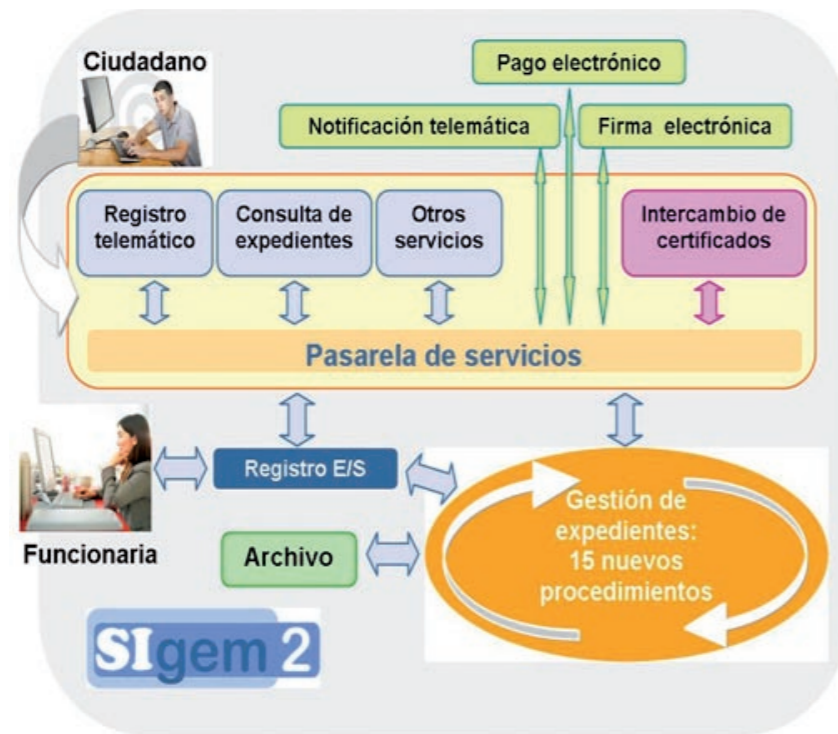 Ciudadano
Pago electrónico
Notificación telemática
Firma electrónica
Registro
telemático
Consulta de
expedientes
Otros
servicios
Intercambio de
certificados
Pasarela de servicios
Registro E/S
Funcionaria
Archivo
Gestión de
expedientes:
15 nuevos
procedimientos
SIgem 2